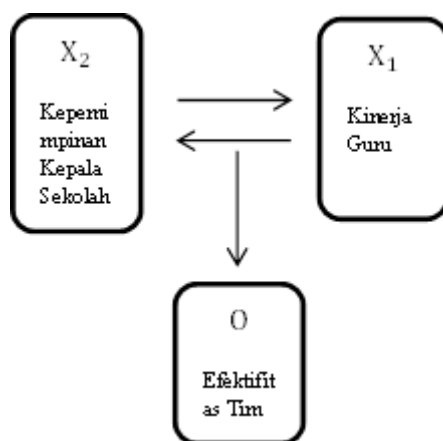 X₂
Kepemi
mpinan
Kepala
Sekolah
X₁
Kinerja
Guru
O
Efektifit
as Tim